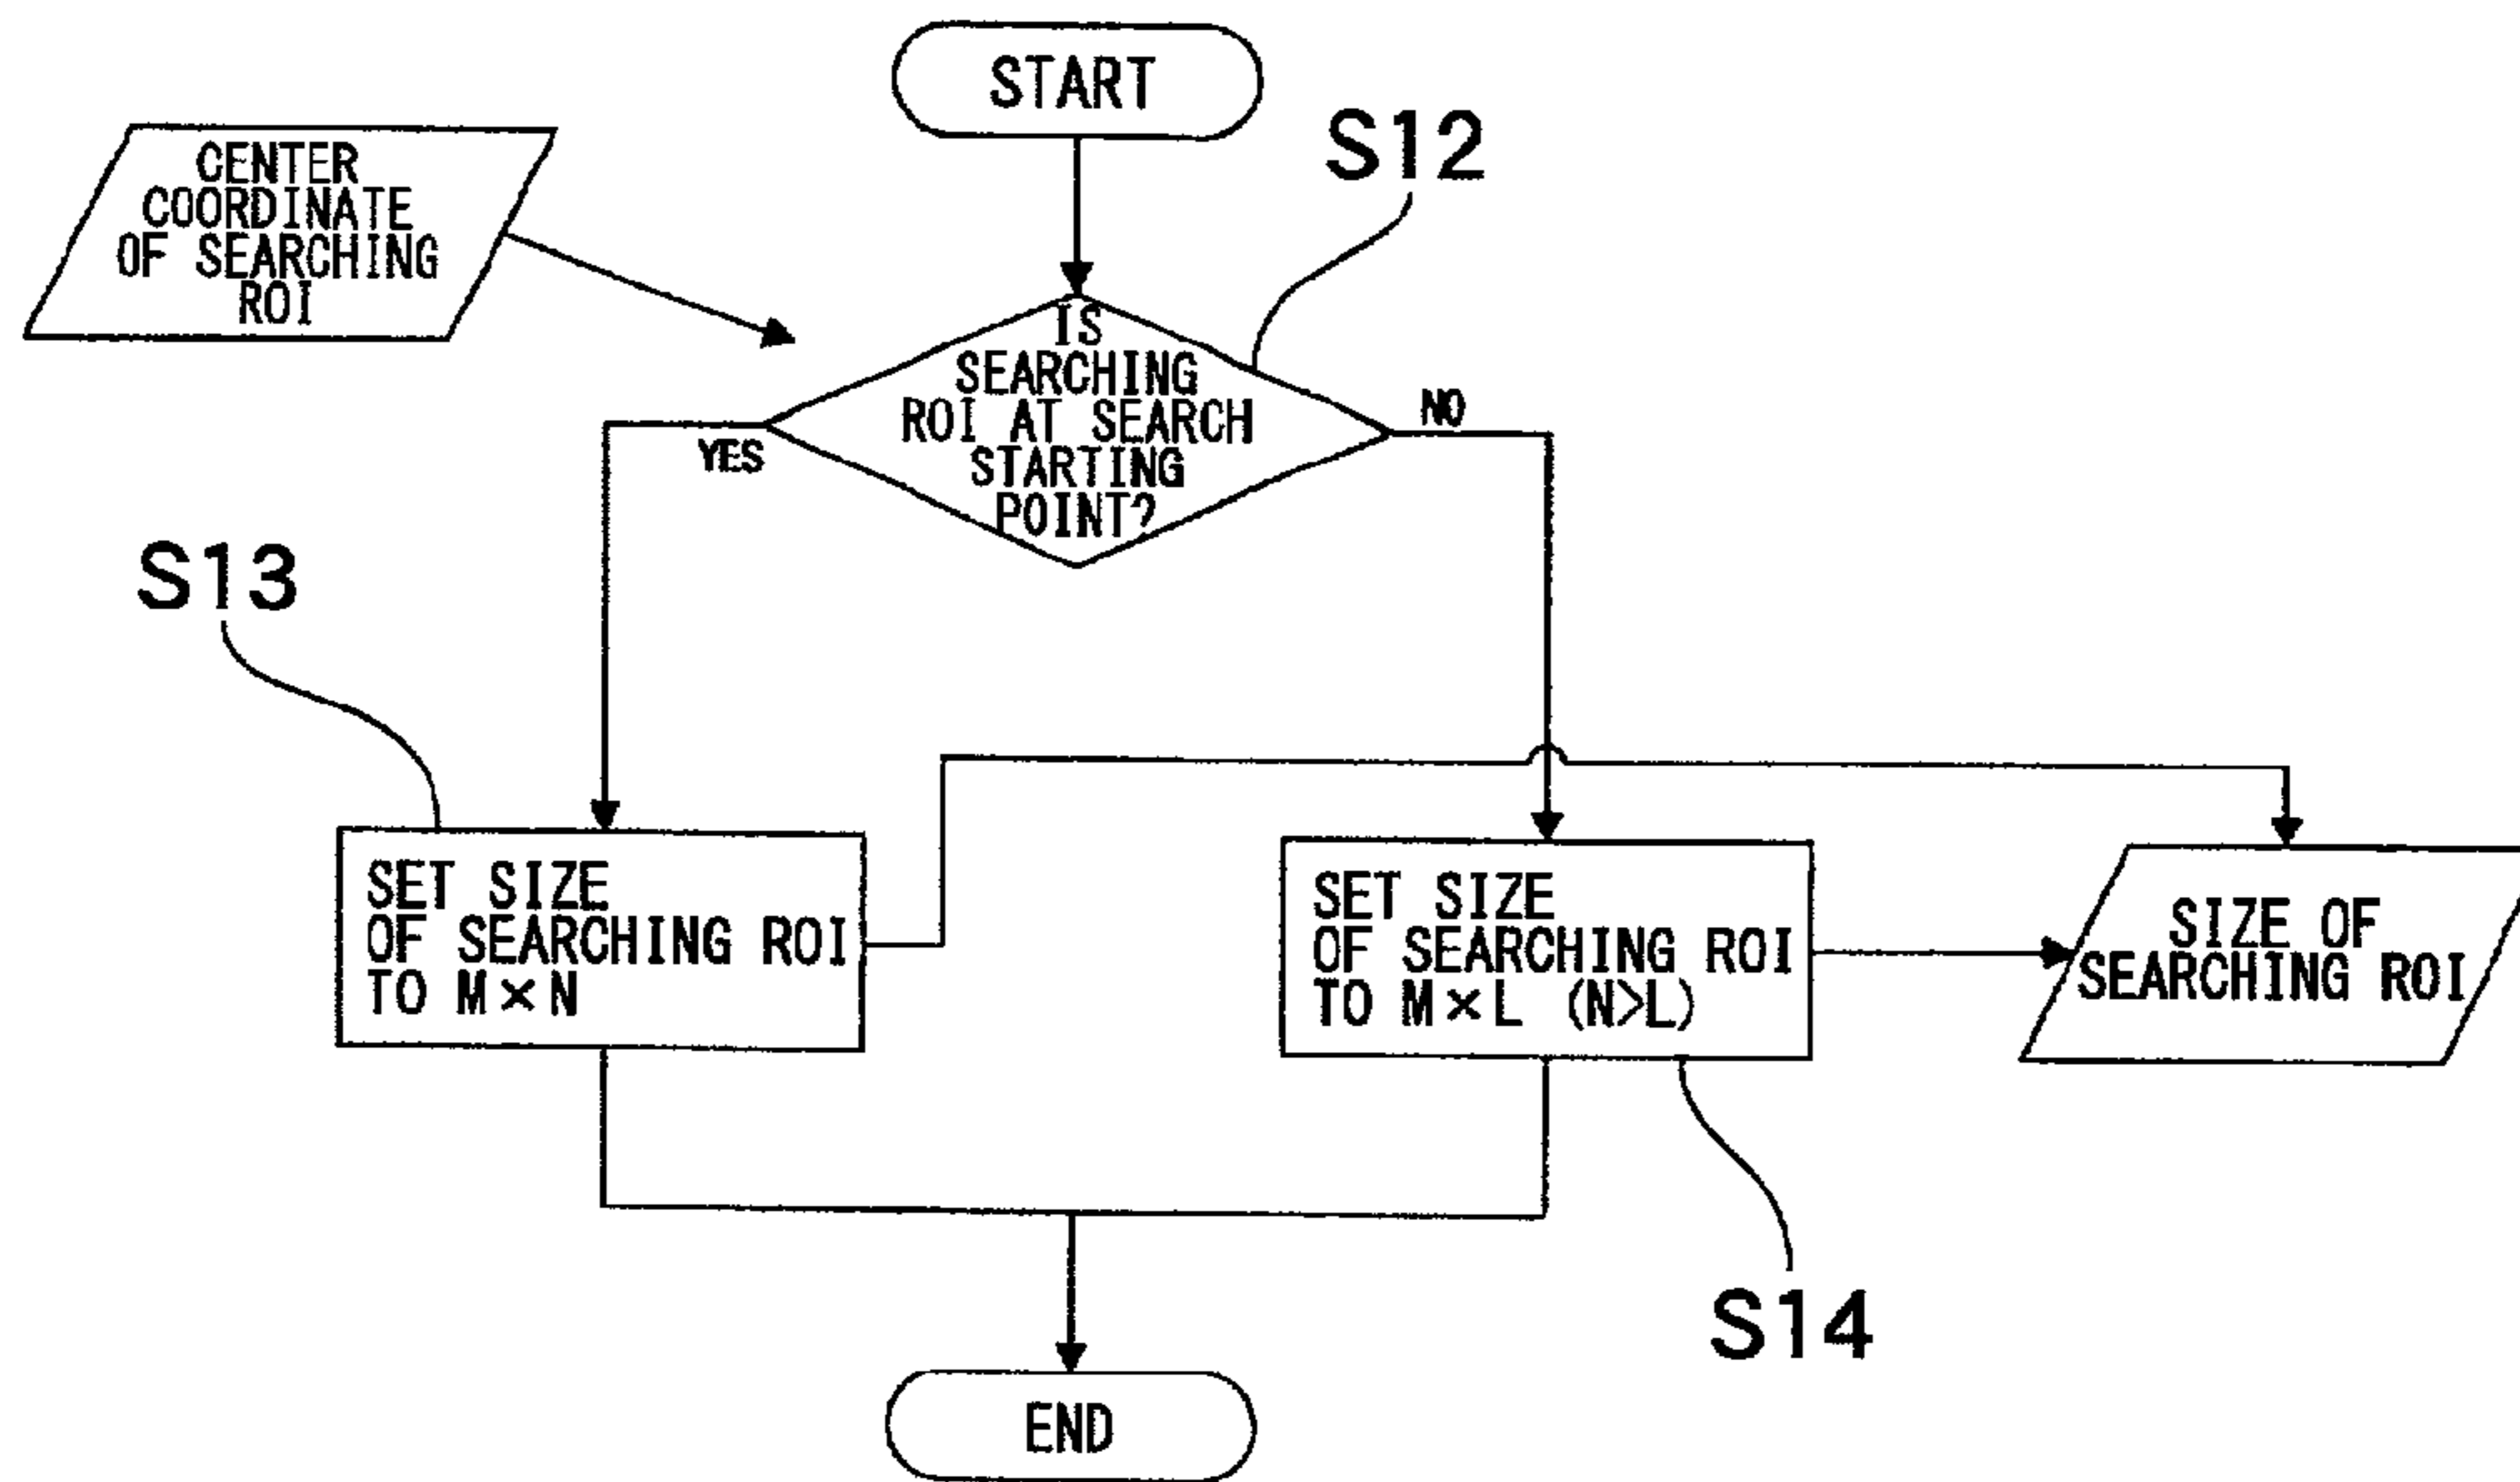 START
S12
CENTER
COORDINATE
OF SEARCHING
ROI
IS
SEARCHING
ROI AT SEARCH
STARTING
POINT?
YES
NO
S13
SET SIZE
OF SEARCHING ROI
TO M×N
SET SIZE
OF SEARCHING ROI
TO M×L (N>L)
SIZE OF
SEARCHING ROI
S14
END